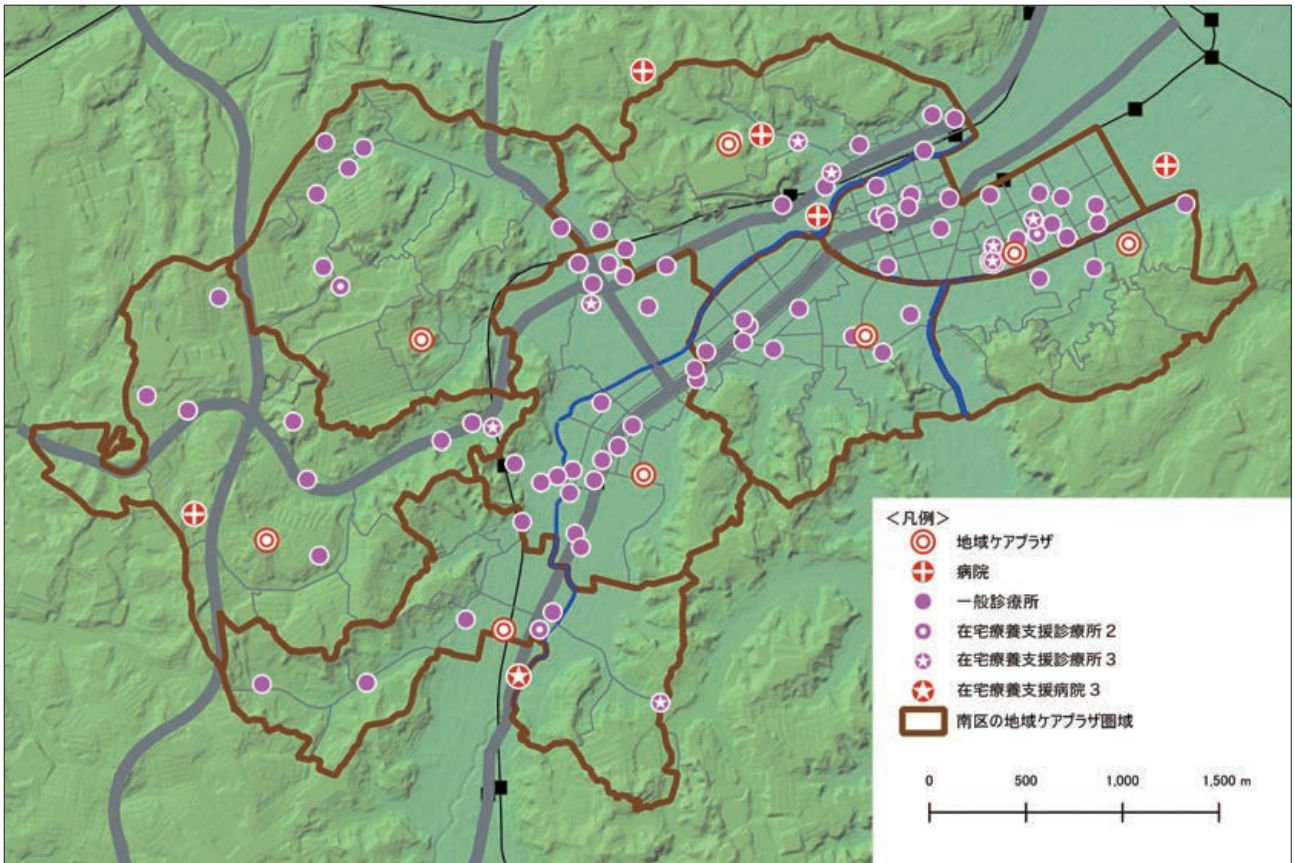 ＜凡例＞
地域ケアプラザ
病院
一般診療所
在宅療養支援診療所２
在宅療養支援診療所３
在宅療養支援病院３
南区の地域ケアプラザ圏域
0 500 1,000 1,500 m